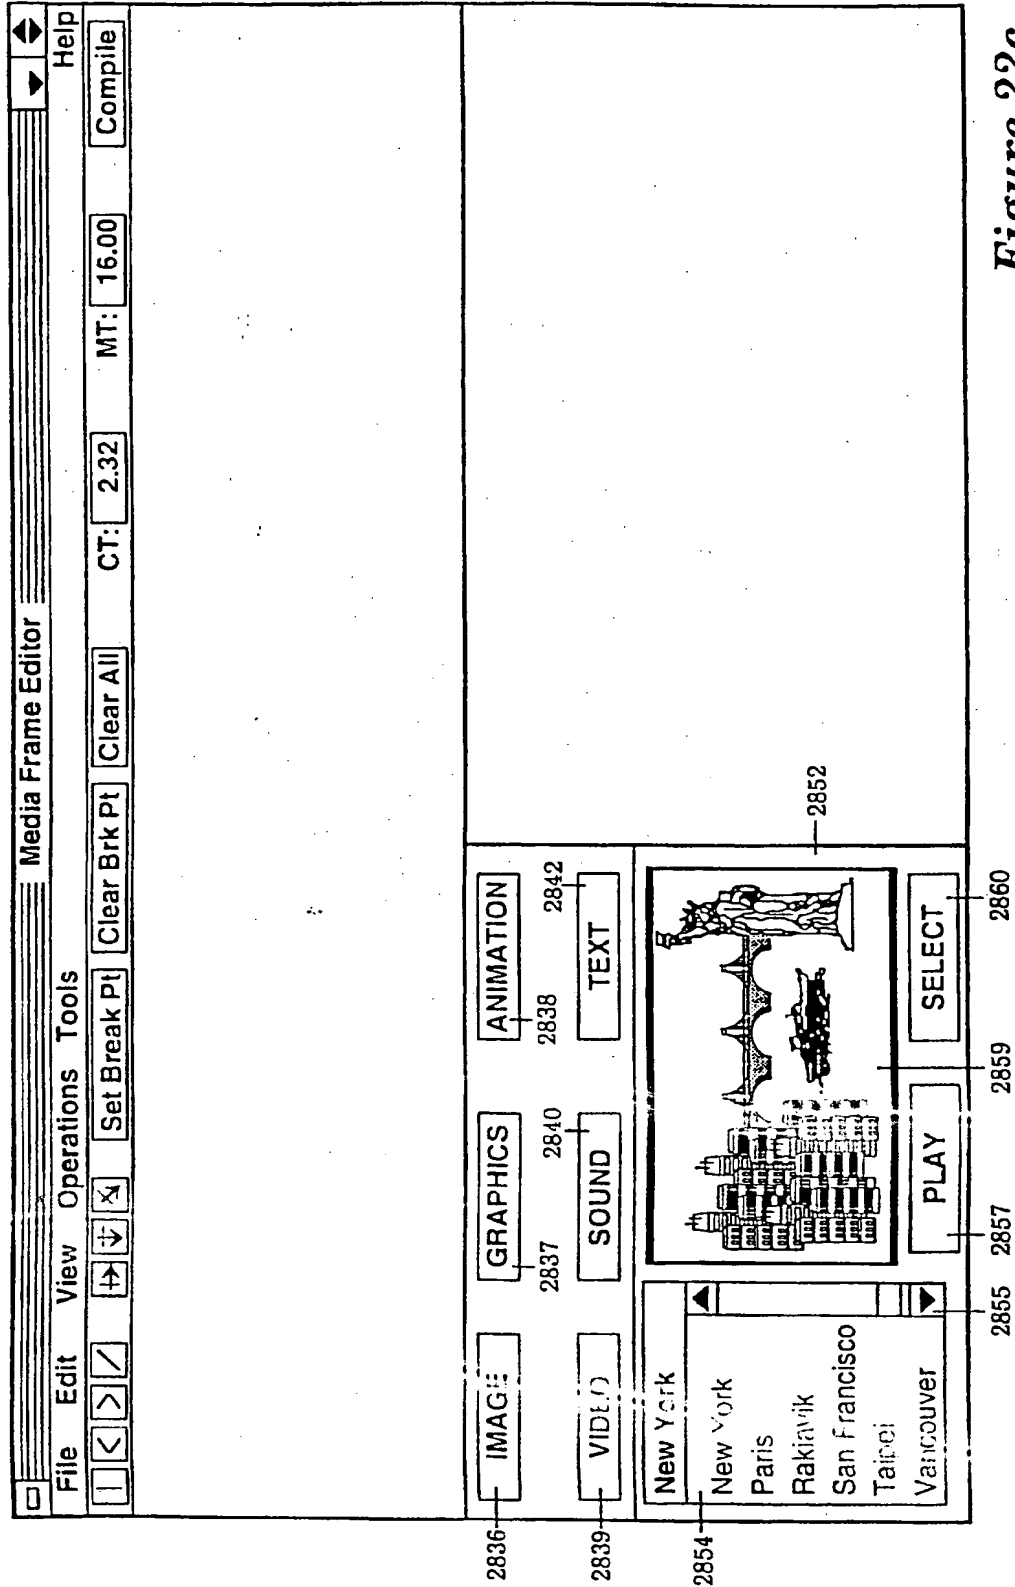 Media Frame Editor
File Edit View Operations Tools Help
Set Break Pt Clear Brk Pt Clear All CT: 2.32 MT: 16.00 Compile
2836 IMAGE GRAPHICS ANIMATION
2837 2838
2840 2842
2839 VIDEO SOUND TEXT
New York
2854
New York
Paris
Rakiavik
San Francisco
Taipei
Vancouver
2852
PLAY SELECT
2855 2857 2859 2860